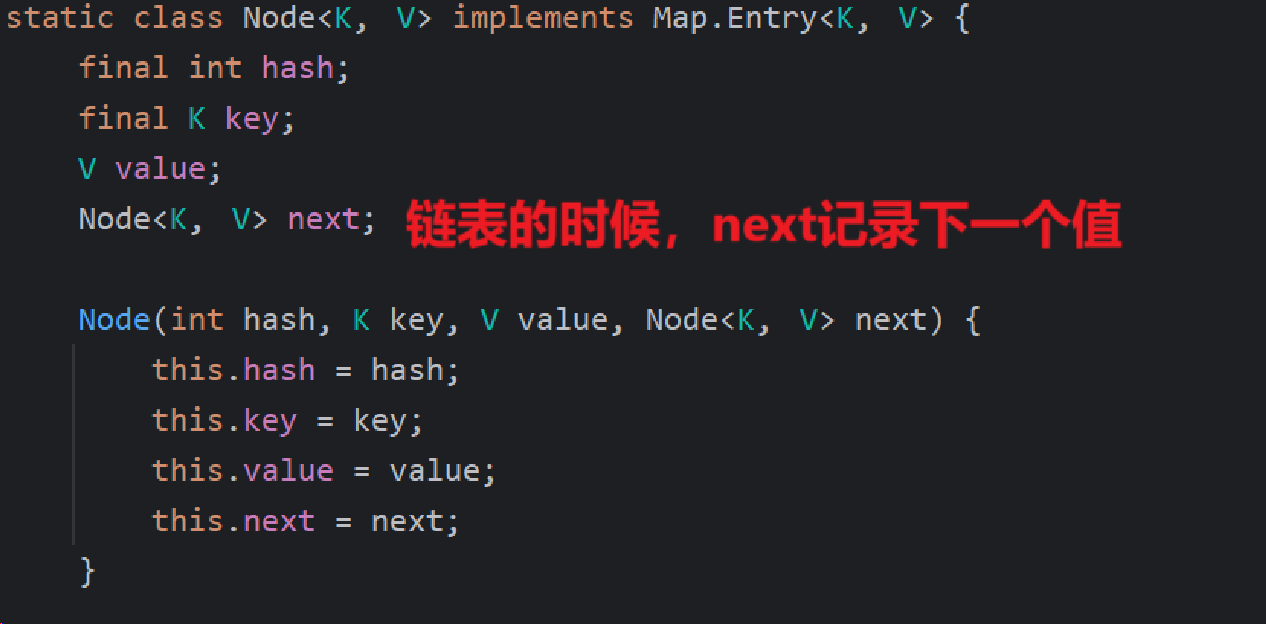 static class Node<K, V> implements Map.Entry<K, V> {
final int hash;
final K key;
V value;
Node<K, V> next; 链表的时候，next记录下一个值
Node(int hash, K key, V value, Node<K, V> next) {
this.hash = hash;
this.key = key;
this.value = value;
this.next = next;
}